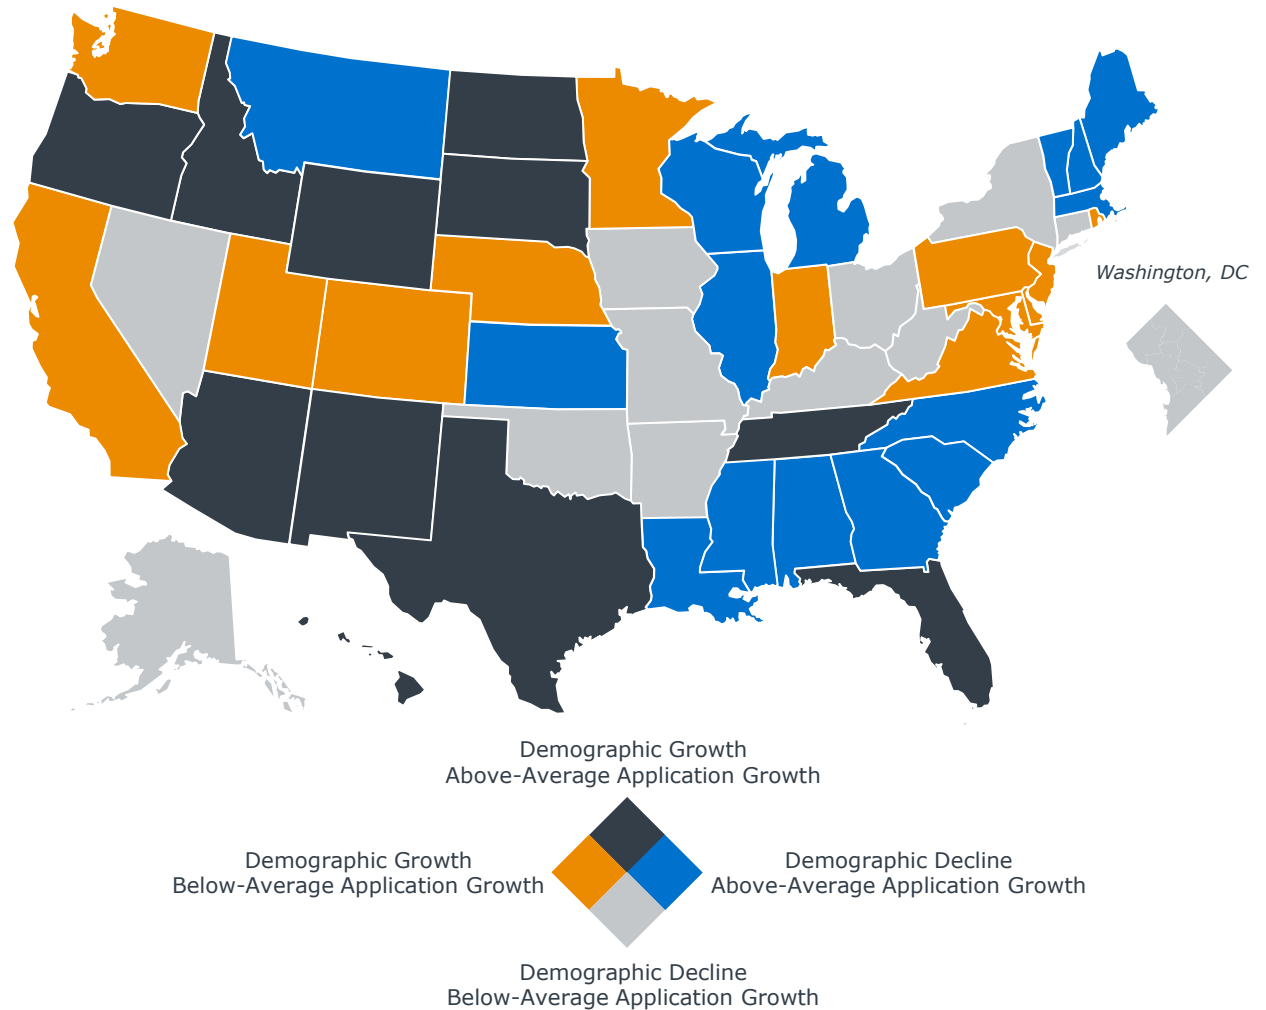 Washington, DC
Demographic Growth
Above-Average Application Growth
Demographic Growth
Below-Average Application Growth
Demographic Decline
Above-Average Application Growth
Demographic Decline
Below-Average Application Growth